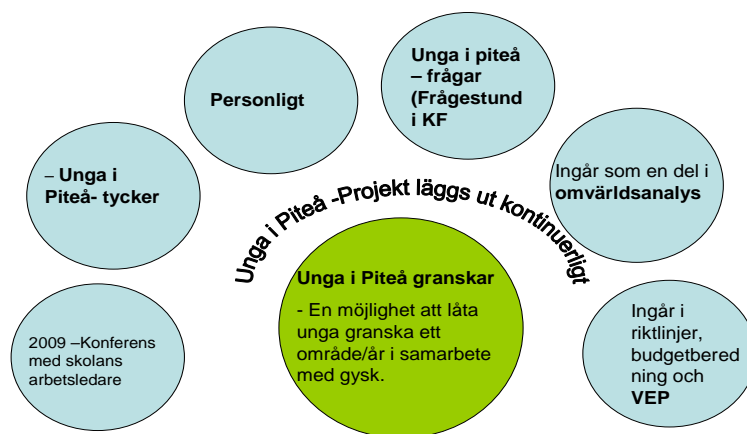 Unga i piteå
– frågar
(Frågestund
i KF
Personligt
– Unga i
Piteå- tycker
Ingår som en del i
omvärldsanalys
Unga i Piteå -Projekt läggs ut kontinuerligt
Unga i Piteå granskar
- En möjlighet att låta
unga granska ett
område/år i samarbete
med gysk.
2009 –Konferens
med skolans
arbetsledare
Ingår i
riktlinjer,
budgetbered
ning och
VEP